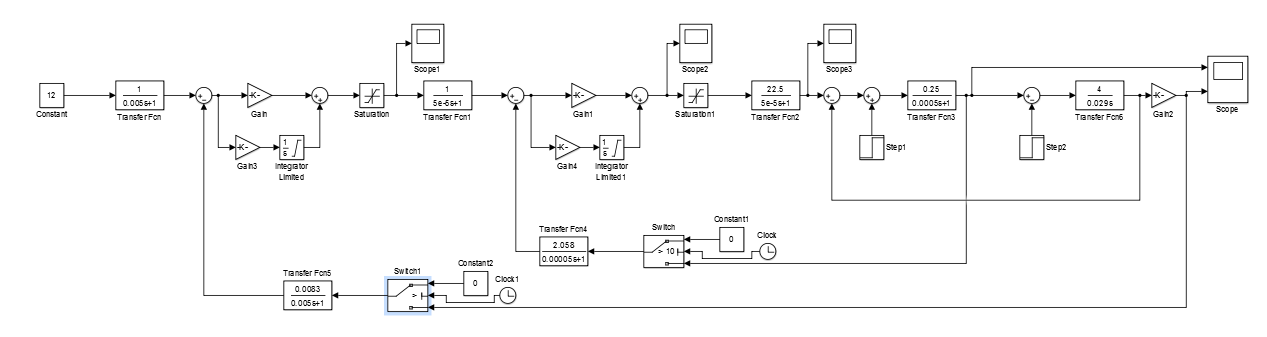 Scope1
Scope2
Scope3
Scope
12
Constant
1
0.005s+1
Transfer Fcn
+
−
-K-
Gain
+
+
Saturation
1
5e-5s+1
Transfer Fcn1
+
−
-K-
Gain1
+
+
Saturation1
22.5
5e-5s+1
Transfer Fcn2
+
−
+
+
0.25
0.0005s+1
Transfer Fcn3
+
−
4
0.029s
Transfer Fcn6
-K-
Gain2
-K-
Gain3
1
s
Integrator
Limited
-K-
Gain4
1
s
Integrator
Limited1
Step1
Step2
Transfer Fcn4
2.058
0.00005s+1
Switch
> 10
Constant1
0
Clock
Transfer Fcn5
0.0083
0.005s+1
Switch1
>
Constant2
0
Clock1